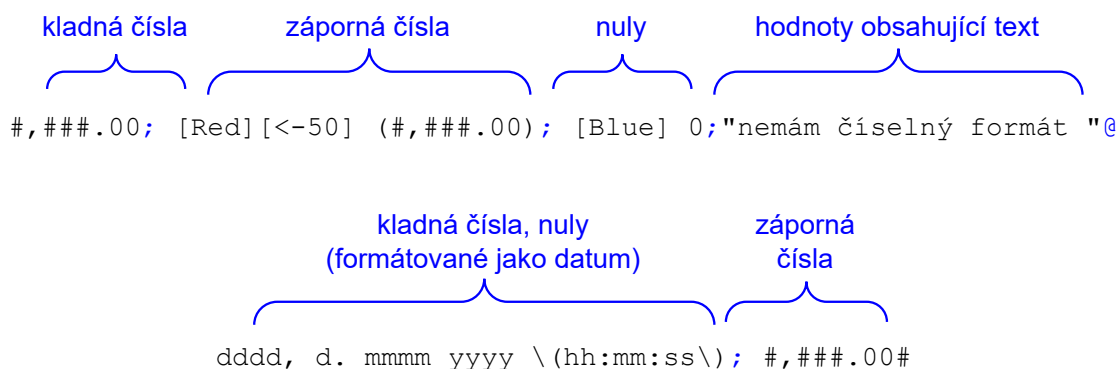 kladná čísla záporná čísla nuly hodnoty obsahující text
#,###.00; [Red][<-50] (#,###.00); [Blue] 0;"nemám číselný formát "@
kladná čísla, nuly záporná
(formátované jako datum) čísla
dddd, d. mmmm yyyy \(hh:mm:ss\); #,###.00#